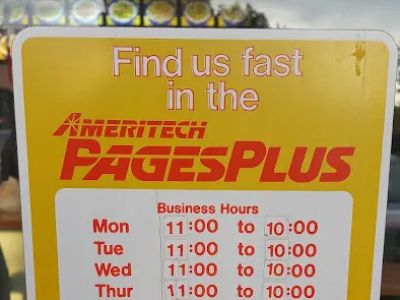 Find us fast
in the
AMERITECH
PAGESPLUS
Business Hours
Mon 11:00 to 10:00
Tue 11:00 to 10:00
Wed 11:00 to 10:00
Thur 11:00 to 10:00